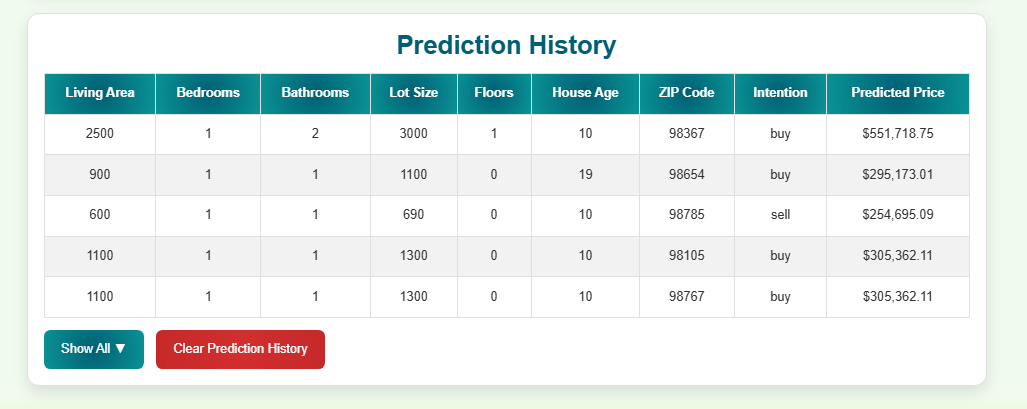 Prediction History
Living Area Bedrooms Bathrooms Lot Size Floors House Age ZIP Code Intention Predicted Price
2500 1 2 3000 1 10 98367 buy $551,718.75
900 1 1 1100 0 19 98654 buy $295,173.01
600 1 1 690 0 10 98785 sell $254,695.09
1100 1 1 1300 0 10 98105 buy $305,362.11
1100 1 1 1300 0 10 98767 buy $305,362.11
Show All ▼ Clear Prediction History